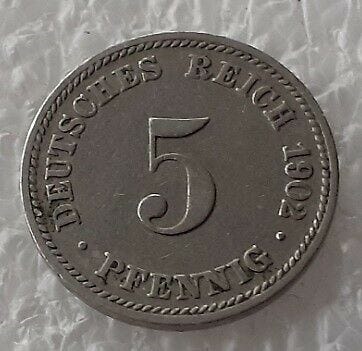 DEUTSCHES REICH 1902
5
· PFENNIG ·